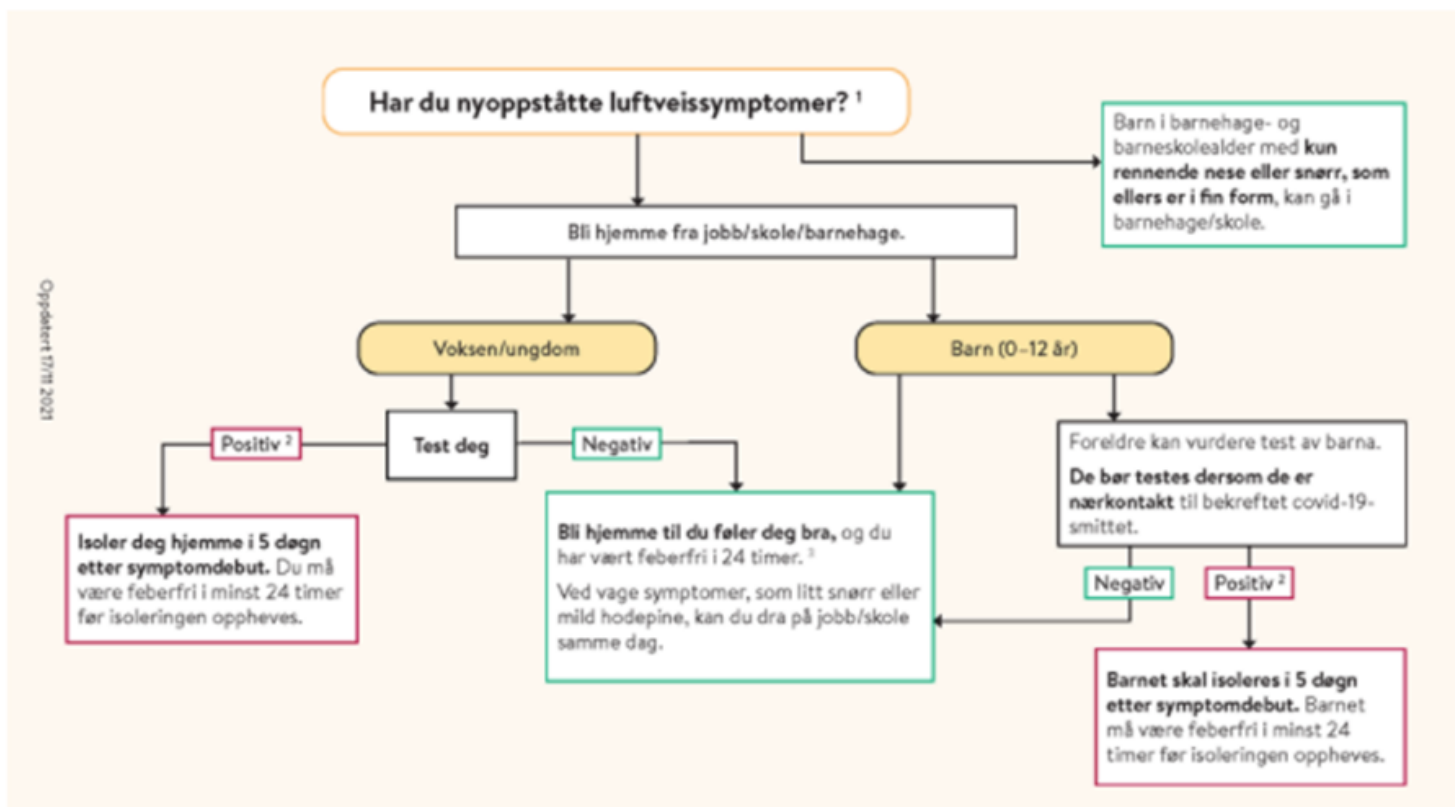 Har du nyoppståtte luftveissymptomer? 1
Barn i barnehage- og
barneskolealder med kun
rennende nese eller snørr, som
ellers er i fin form, kan gå i
barnehage/skole.
Bli hjemme fra jobb/skole/barnehage.
Oppdatert 17/11 2021
Voksen/ungdom
Barn (0–12 år)
Positiv 2
Test deg
Negativ
Foreldre kan vurdere test av barna.
De bør testes dersom de er
nærkontakt til bekreftet covid-19-
smittet.
Isoler deg hjemme i 5 døgn
etter symptomdebut. Du må
være feberfri i minst 24 timer
før isoleringen oppheves.
Bli hjemme til du føler deg bra, og du
har vært feberfri i 24 timer. 3
Ved vage symptomer, som litt snørr eller
mild hodepine, kan du dra på jobb/skole
samme dag.
Negativ
Positiv 2
Barnet skal isoleres i 5 døgn
etter symptomdebut. Barnet
må være feberfri i minst 24
timer før isoleringen oppheves.